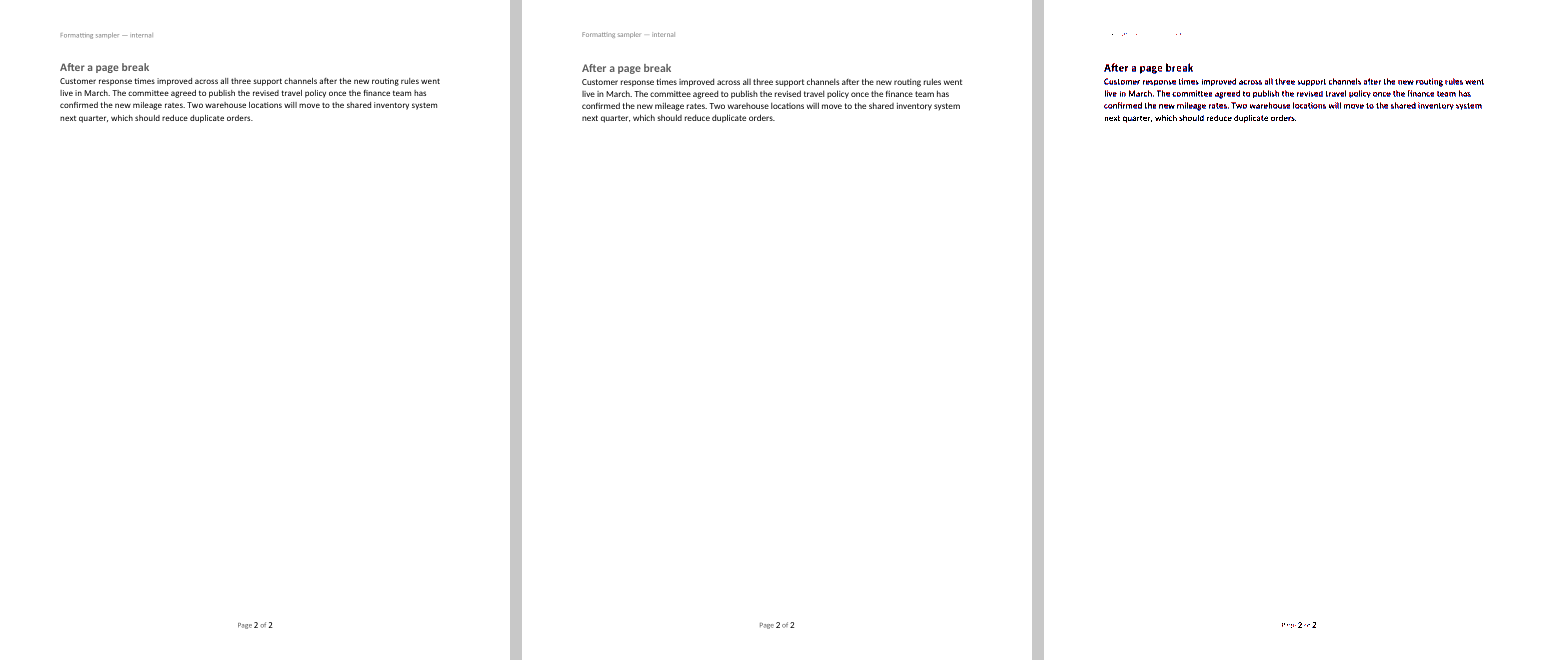 Formatting sampler — internal
After a page break
Customer response times improved across all three support channels after the new routing rules went
live in March. The committee agreed to publish the revised travel policy once the finance team has
confirmed the new mileage rates. Two warehouse locations will move to the shared inventory system
next quarter, which should reduce duplicate orders.
Page 2 of 2
Formatting sampler — internal
After a page break
Customer response times improved across all three support channels after the new routing rules went
live in March. The committee agreed to publish the revised travel policy once the finance team has
confirmed the new mileage rates. Two warehouse locations will move to the shared inventory system
next quarter, which should reduce duplicate orders.
Page 2 of 2
After a page break
Customer response times improved across all three support channels after the new routing rules went
live in March. The committee agreed to publish the revised travel policy once the finance team has
confirmed the new mileage rates. Two warehouse locations will move to the shared inventory system
next quarter, which should reduce duplicate orders.
Page 2 of 2